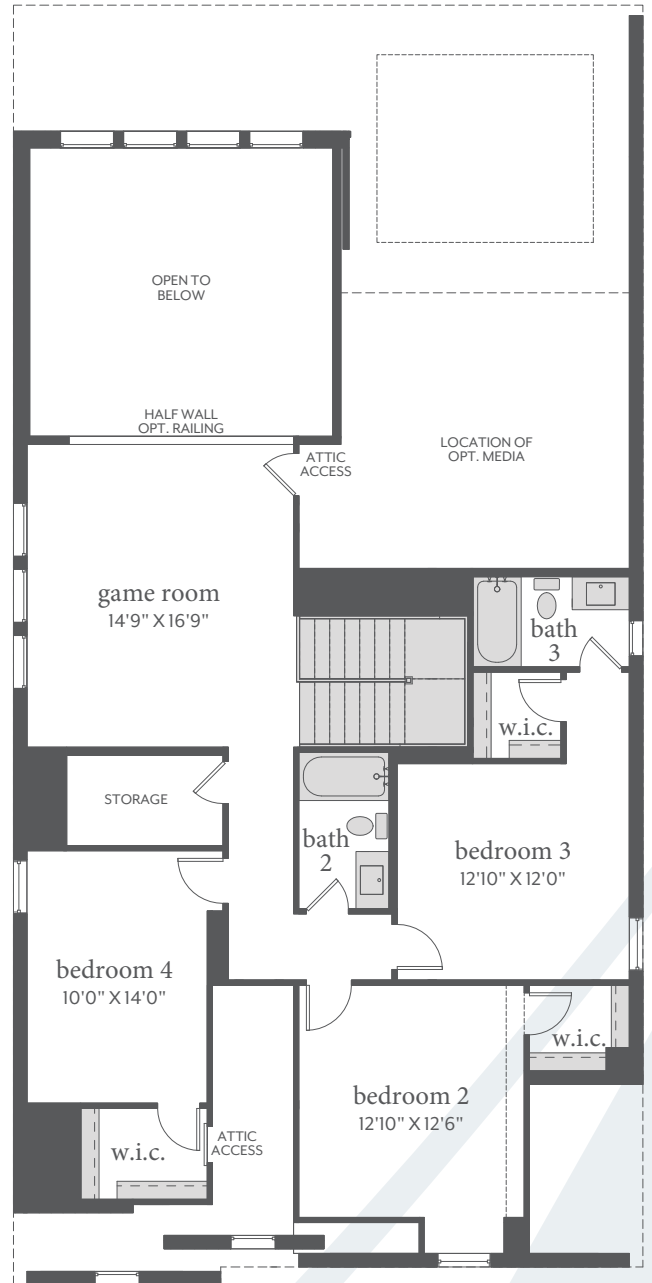 OPEN TO
BELOW
HALF WALL
OPT. RAILING
ATTIC
ACCESS
LOCATION OF
OPT. MEDIA
game room
14'9" X 16'9"
bath
3
w.i.c.
STORAGE
bath
2
bedroom 3
12'10" X 12'0"
bedroom 4
10'0" X 14'0"
w.i.c.
bedroom 2
12'10" X 12'6"
w.i.c.
ATTIC
ACCESS